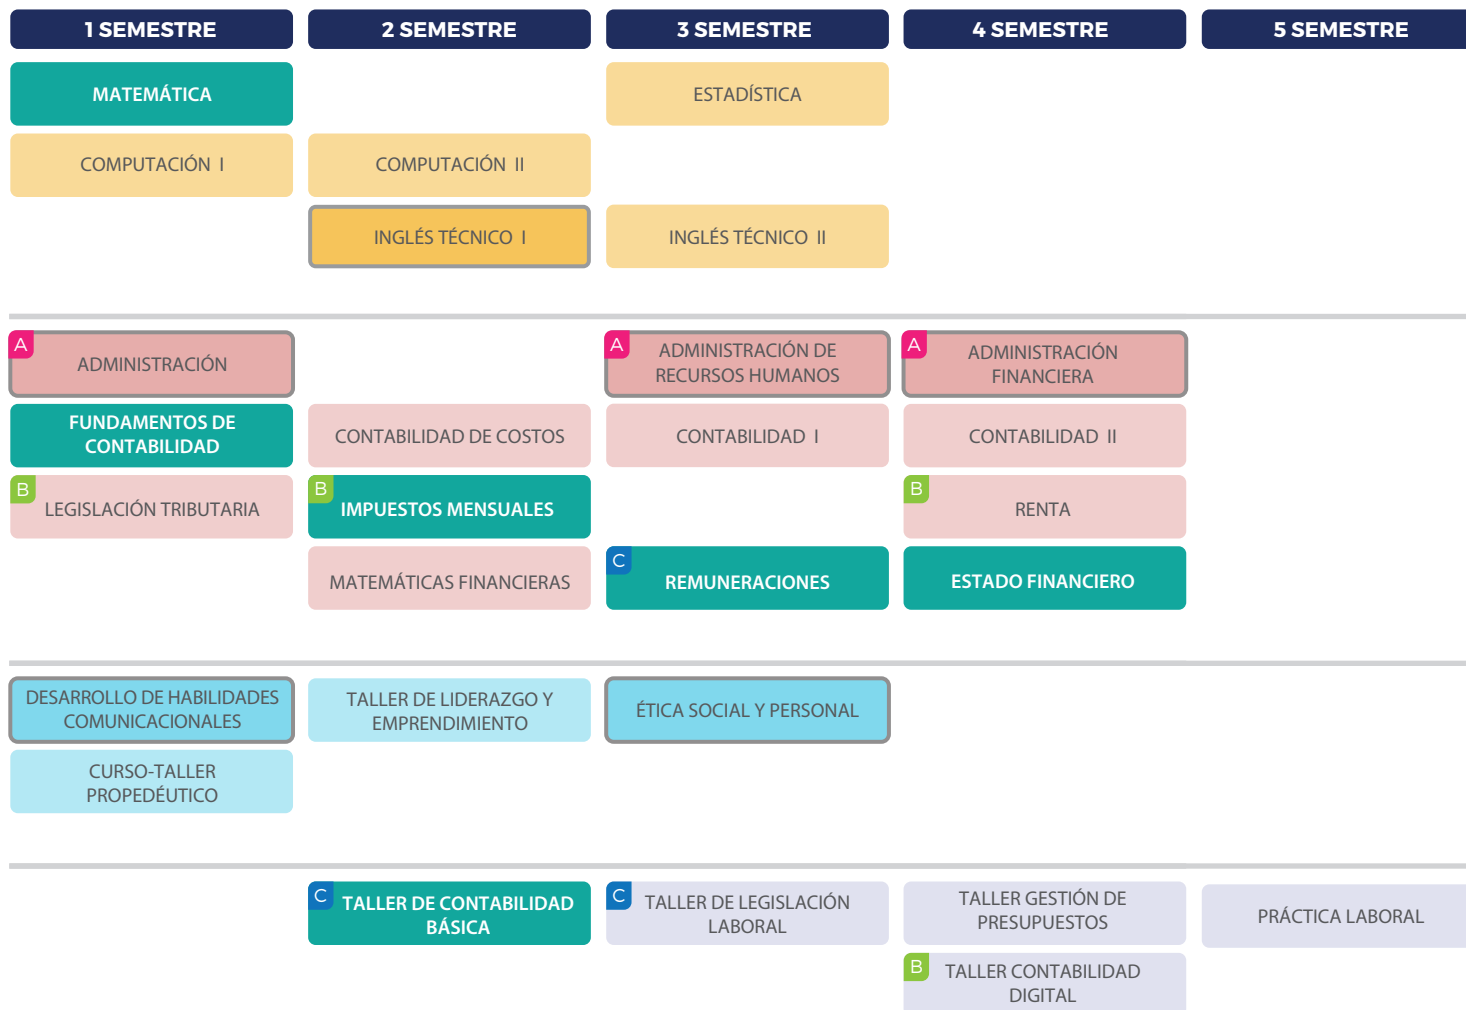 1 SEMESTRE
2 SEMESTRE
3 SEMESTRE
4 SEMESTRE
5 SEMESTRE
MATEMÁTICA
ESTADÍSTICA
COMPUTACIÓN I
COMPUTACIÓN II
INGLÉS TÉCNICO I
INGLÉS TÉCNICO II
A
ADMINISTRACIÓN
A
ADMINISTRACIÓN DE
RECURSOS HUMANOS
A
ADMINISTRACIÓN
FINANCIERA
FUNDAMENTOS DE
CONTABILIDAD
CONTABILIDAD DE COSTOS
CONTABILIDAD I
CONTABILIDAD II
B
LEGISLACIÓN TRIBUTARIA
B
IMPUESTOS MENSUALES
B
RENTA
MATEMÁTICAS FINANCIERAS
C
REMUNERACIONES
ESTADO FINANCIERO
DESARROLLO DE HABILIDADES
COMUNICACIONALES
TALLER DE LIDERAZGO Y
EMPRENDIMIENTO
ÉTICA SOCIAL Y PERSONAL
CURSO-TALLER
PROPEDÉUTICO
C
TALLER DE CONTABILIDAD
BÁSICA
C
TALLER DE LEGISLACIÓN
LABORAL
TALLER GESTIÓN DE
PRESUPUESTOS
PRÁCTICA LABORAL
B
TALLER CONTABILIDAD
DIGITAL